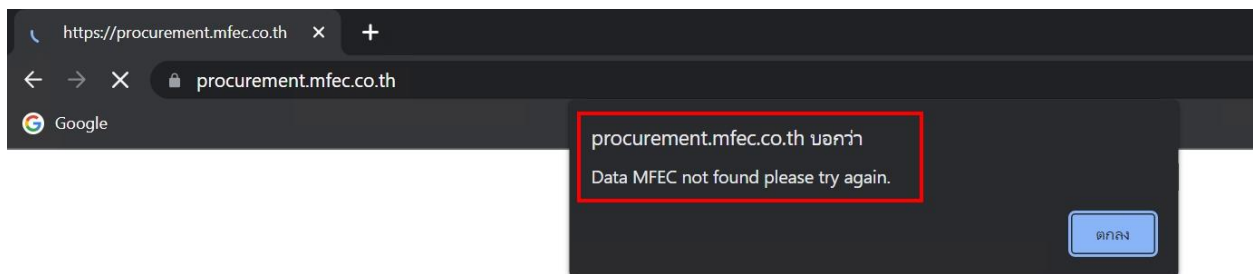 https://procurement.mfec.co.th
procurement.mfec.co.th
Google
procurement.mfec.co.th บอกว่า
Data MFEC not found please try again.
ตกลง